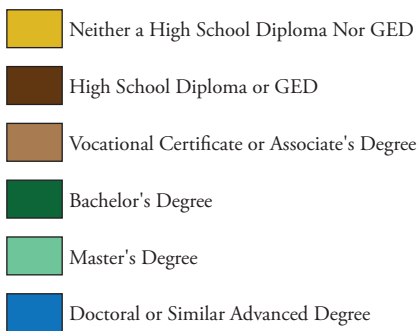 Neither a High School Diploma Nor GED
High School Diploma or GED
Vocational Certificate or Associate's Degree
Bachelor's Degree
Master's Degree
Doctoral or Similar Advanced Degree